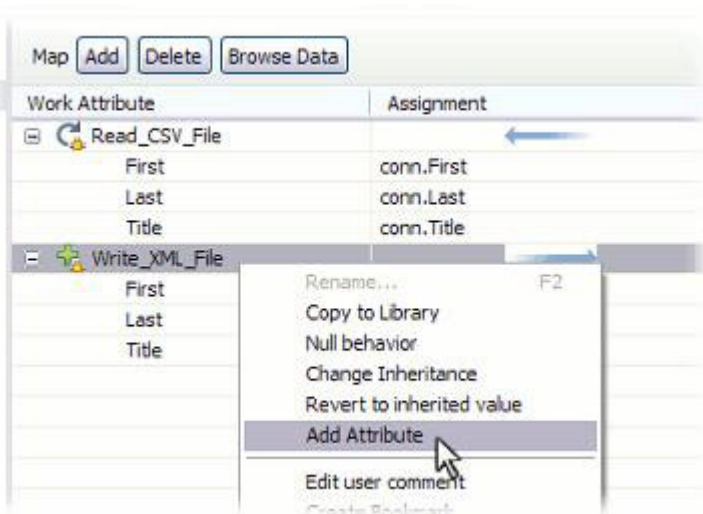 Map Add Delete Browse Data
Work Attribute Assignment
Read_CSV_File
First conn.First
Last conn.Last
Title conn.Title
Write_XML_File
First
Last
Title
Rename... F2
Copy to Library
Null behavior
Change Inheritance
Revert to inherited value
Add Attribute
Edit user comment
Create Bookmark